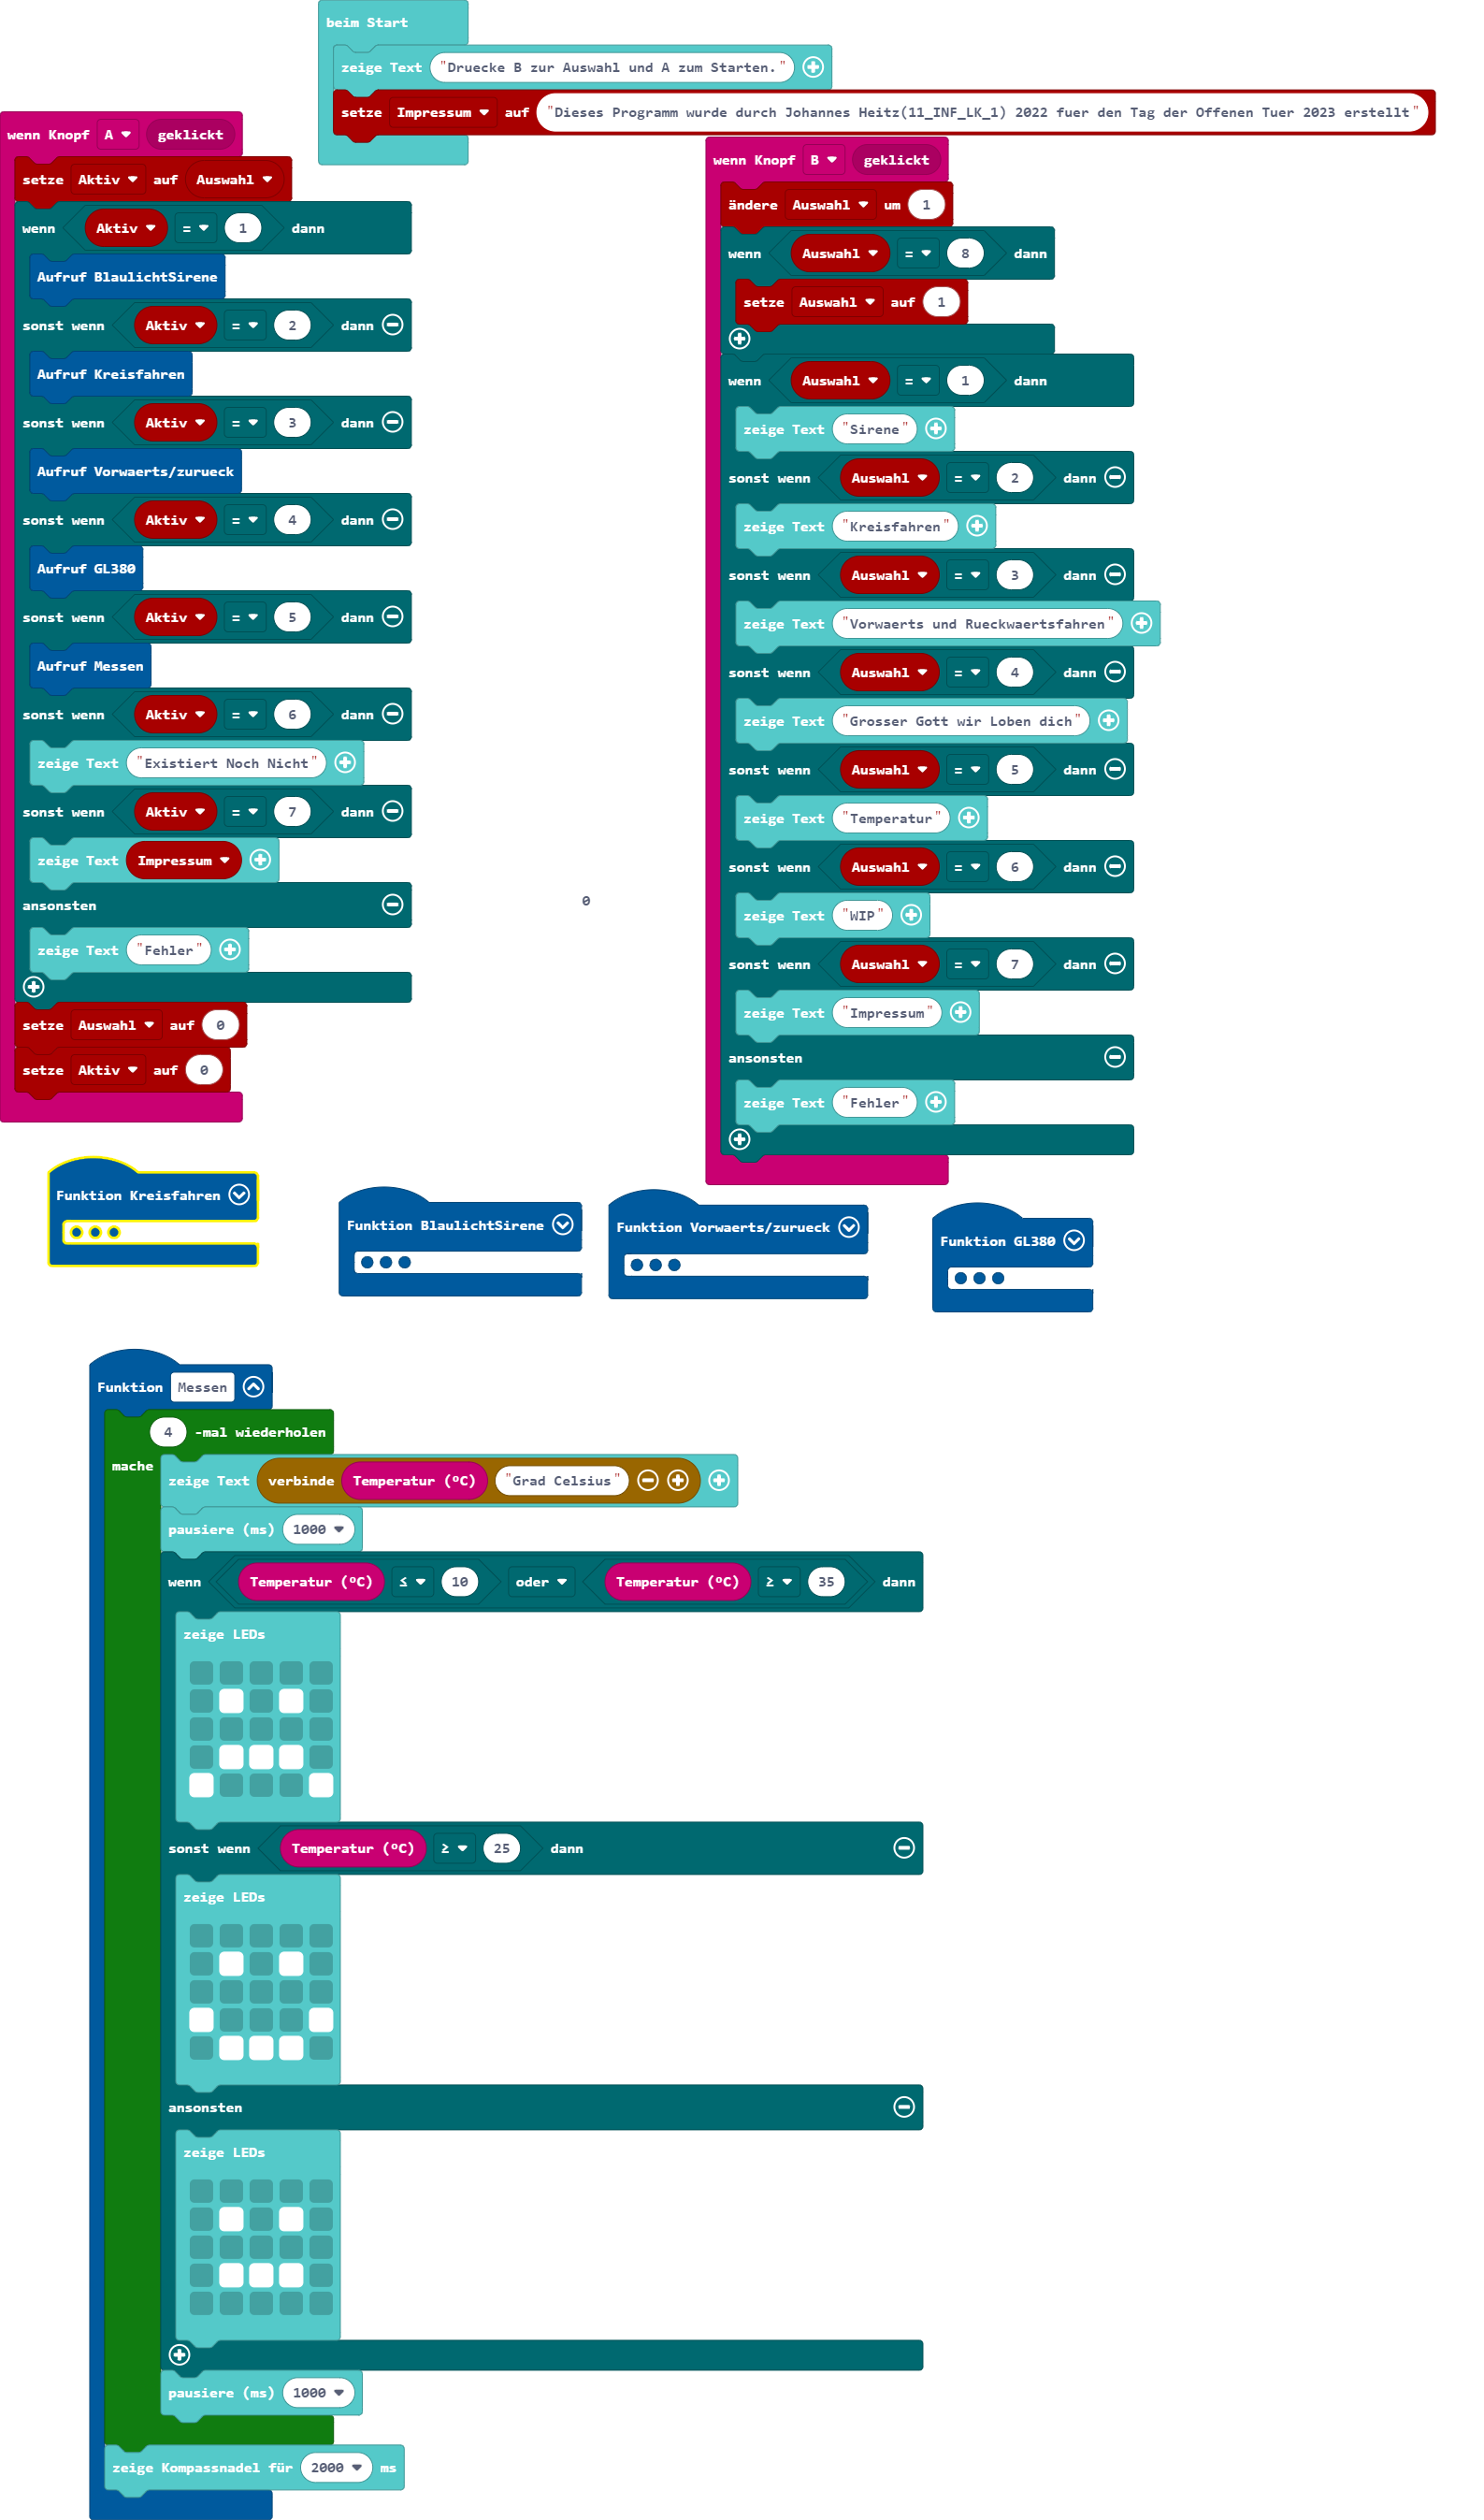 beim Start
zeige Text "Druecke B zur Auswahl und A zum Starten."
setze Impressum auf "Dieses Programm wurde durch Johannes Heitz(11_INF_LK_1) 2022 fuer den Tag der Offenen Tuer 2023 erstellt"
wenn Knopf A geklickt
setze Aktiv auf Auswahl
wenn Aktiv = 1 dann
Aufruf BlaulichtSirene
sonst wenn Aktiv = 2 dann
Aufruf Kreisfahren
sonst wenn Aktiv = 3 dann
Aufruf Vorwaerts/zurueck
sonst wenn Aktiv = 4 dann
Aufruf GL380
sonst wenn Aktiv = 5 dann
Aufruf Messen
sonst wenn Aktiv = 6 dann
zeige Text "Existiert Noch Nicht"
sonst wenn Aktiv = 7 dann
zeige Text Impressum
ansonsten
zeige Text "Fehler"
setze Auswahl auf 0
setze Aktiv auf 0
0
wenn Knopf B geklickt
ändere Auswahl um 1
wenn Auswahl = 8 dann
setze Auswahl auf 1
wenn Auswahl = 1 dann
zeige Text "Sirene"
sonst wenn Auswahl = 2 dann
zeige Text "Kreisfahren"
sonst wenn Auswahl = 3 dann
zeige Text "Vorwaerts und Rueckwaertsfahren"
sonst wenn Auswahl = 4 dann
zeige Text "Grosser Gott wir Loben dich"
sonst wenn Auswahl = 5 dann
zeige Text "Temperatur"
sonst wenn Auswahl = 6 dann
zeige Text "WIP"
sonst wenn Auswahl = 7 dann
zeige Text "Impressum"
ansonsten
zeige Text "Fehler"
Funktion Kreisfahren
Funktion BlaulichtSirene
Funktion Vorwaerts/zurueck
Funktion GL380
Funktion Messen
4 -mal wiederholen
mache
zeige Text verbinde Temperatur (°C) "Grad Celsius"
pausiere (ms) 1000
wenn Temperatur (°C) ≤ 10 oder Temperatur (°C) ≥ 35 dann
zeige LEDs
sonst wenn Temperatur (°C) ≥ 25 dann
zeige LEDs
ansonsten
zeige LEDs
pausiere (ms) 1000
zeige Kompassnadel für 2000 ms